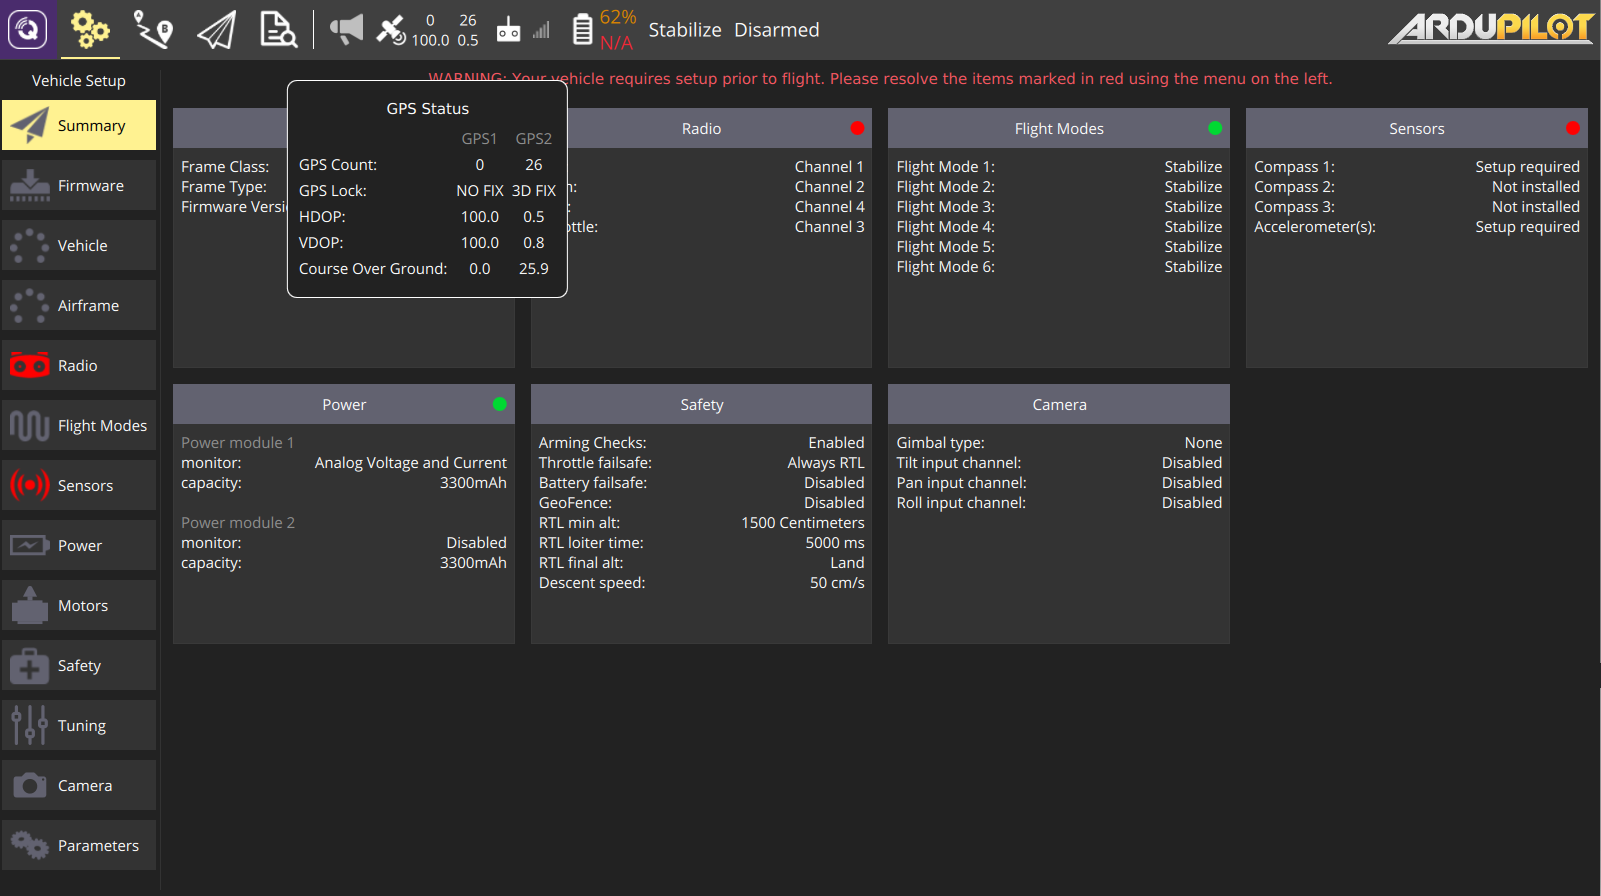 0 26
100.0 0.5
62%
N/A
Stabilize Disarmed
ARDUPILOT
Vehicle Setup
WARNING: Your vehicle requires setup prior to flight. Please resolve the items marked in red using the menu on the left.
Summary
Firmware
Vehicle
Airframe
Radio
Flight Modes
Sensors
Power
Motors
Safety
Tuning
Camera
Parameters
Frame Class:
Frame Type:
GPS Status
GPS1 GPS2
GPS Count: 0 26
GPS Lock: NO FIX 3D FIX
HDOP: 100.0 0.5
VDOP: 100.0 0.8
Course Over Ground: 0.0 25.9
Radio
Channel 1
Channel 2
Channel 4
Channel 3
Flight Modes
Flight Mode 1: Stabilize
Flight Mode 2: Stabilize
Flight Mode 3: Stabilize
Flight Mode 4: Stabilize
Flight Mode 5: Stabilize
Flight Mode 6: Stabilize
Sensors
Compass 1: Setup required
Compass 2: Not installed
Compass 3: Not installed
Accelerometer(s): Setup required
Power
Power module 1
monitor: Analog Voltage and Current
capacity: 3300mAh
Power module 2
monitor: Disabled
capacity: 3300mAh
Safety
Arming Checks: Enabled
Throttle failsafe: Always RTL
Battery failsafe: Disabled
GeoFence: Disabled
RTL min alt: 1500 Centimeters
RTL loiter time: 5000 ms
RTL final alt: Land
Descent speed: 50 cm/s
Camera
Gimbal type: None
Tilt input channel: Disabled
Pan input channel: Disabled
Roll input channel: Disabled